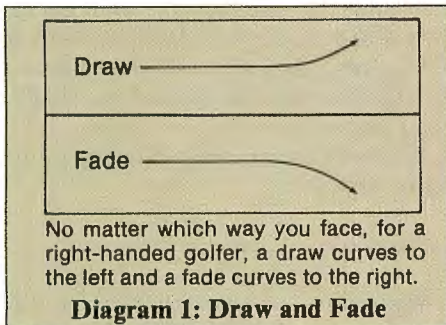 Draw
Fade
No matter which way you face, for a
right-handed golfer, a draw curves to
the left and a fade curves to the right.
Diagram 1: Draw and Fade